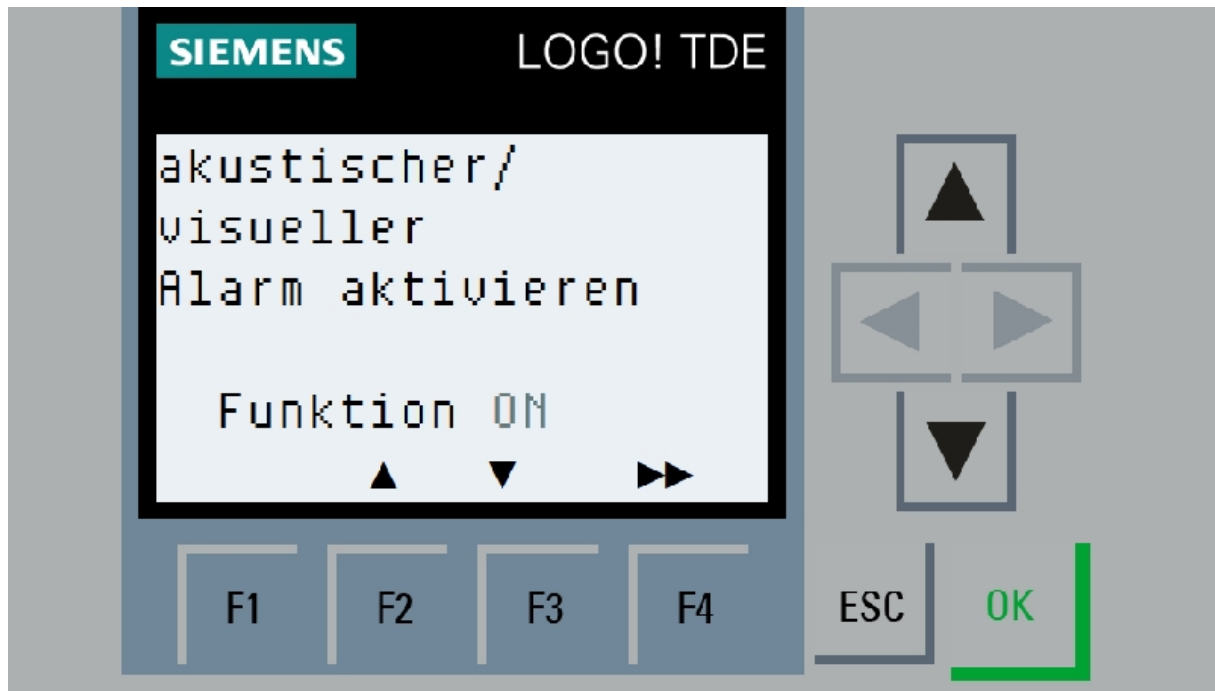 SIEMENS LOGO! TDE
akustischer/
visueller
Alarm aktivieren
Funktion ON
F1 F2 F3 F4 ESC OK